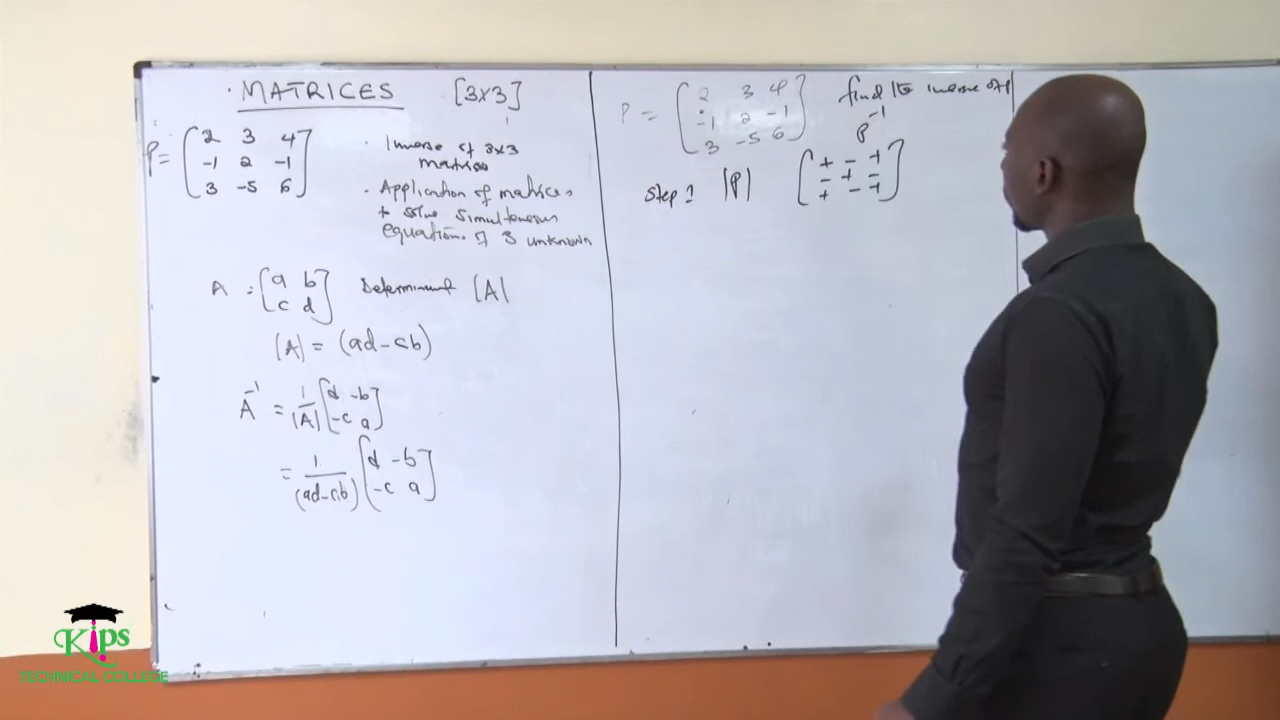 · MATRICES [3x3]
P = [2 3 4
-1 2 -1
3 -5 6]
· Inverse of 3x3
matrices
· Application of matrices
to solve simultaneous
equations of 3 unknown
A = [a b
c d] Determinant |A|
|A| = (ad-cb)
A⁻¹ = 1/|A| [d -b
-c a]
= 1/(ad-cb) [d -b
-c a]
P = [2 3 4
-1 2 -1
3 -5 6]
find the inverse of P
P⁻¹
Step 1 |P| [+ - +
- + -
+ - +]
Kips
TECHNICAL COLLEGE